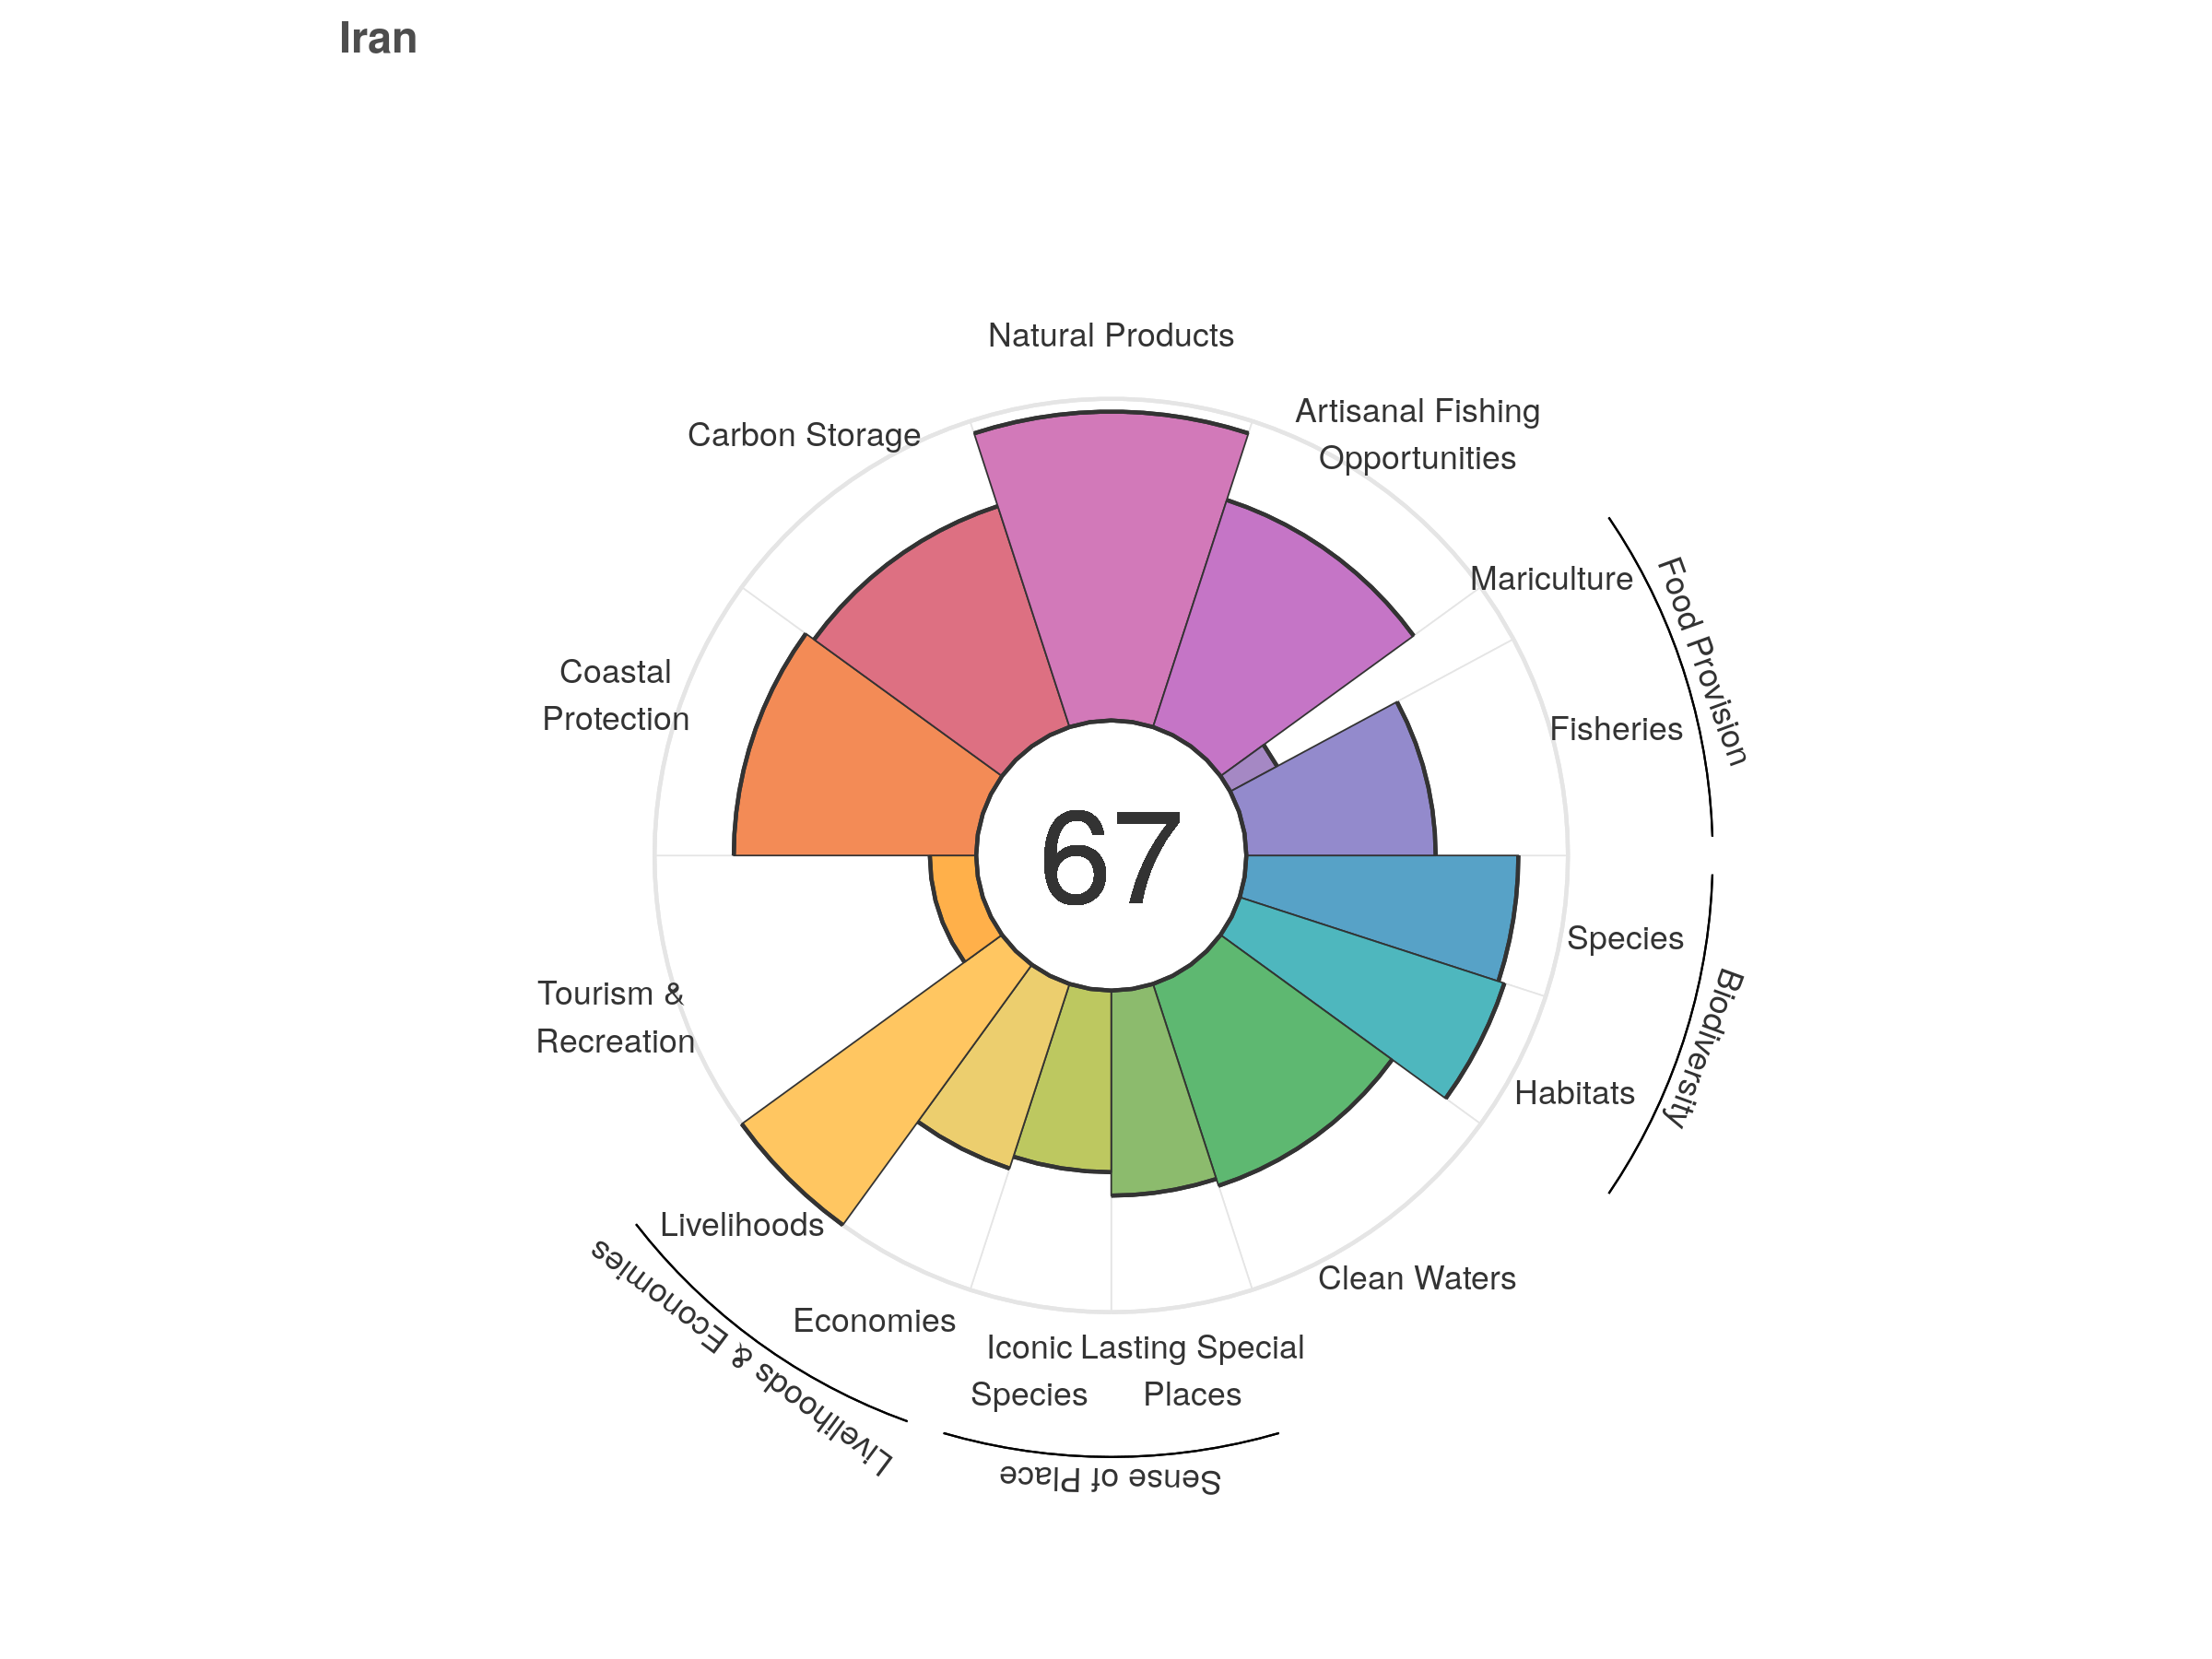 Iran
Natural Products
Artisanal Fishing
Opportunities
Carbon Storage
Mariculture
Food Provision
Fisheries
Coastal
Protection
67
Species
Biodiversity
Habitats
Tourism &
Recreation
Livelihoods
Livelihoods & Economies
Clean Waters
Economies
Iconic
Species
Lasting Special
Places
Sense of Place